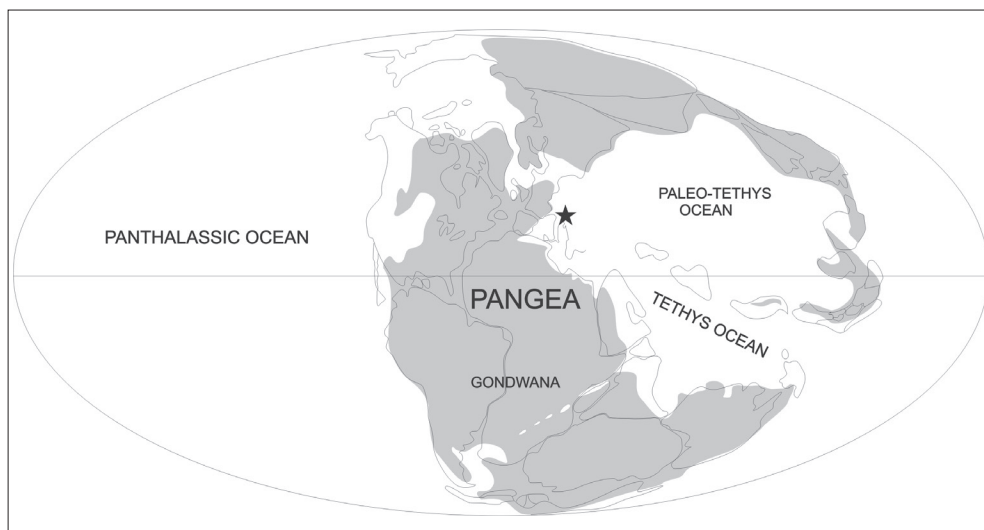 PALEO-TETHYS
OCEAN
PANTHALASSIC OCEAN
PANGEA
TETHYS OCEAN
GONDWANA